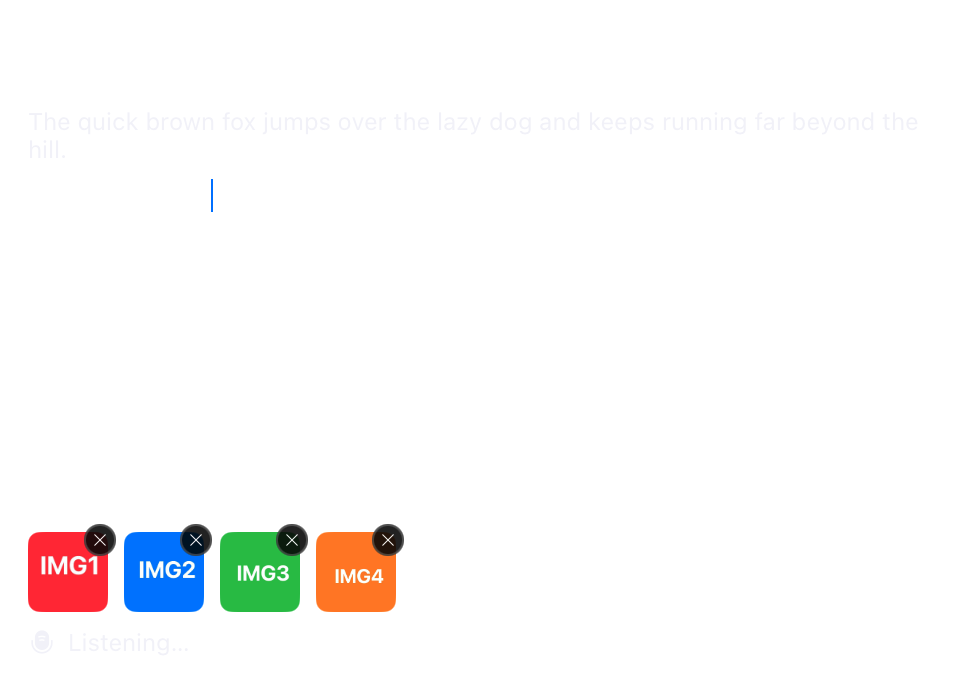 The quick brown fox jumps over the lazy dog and keeps running far beyond the
hill.
IMG1 IMG2 IMG3 IMG4
Listening...